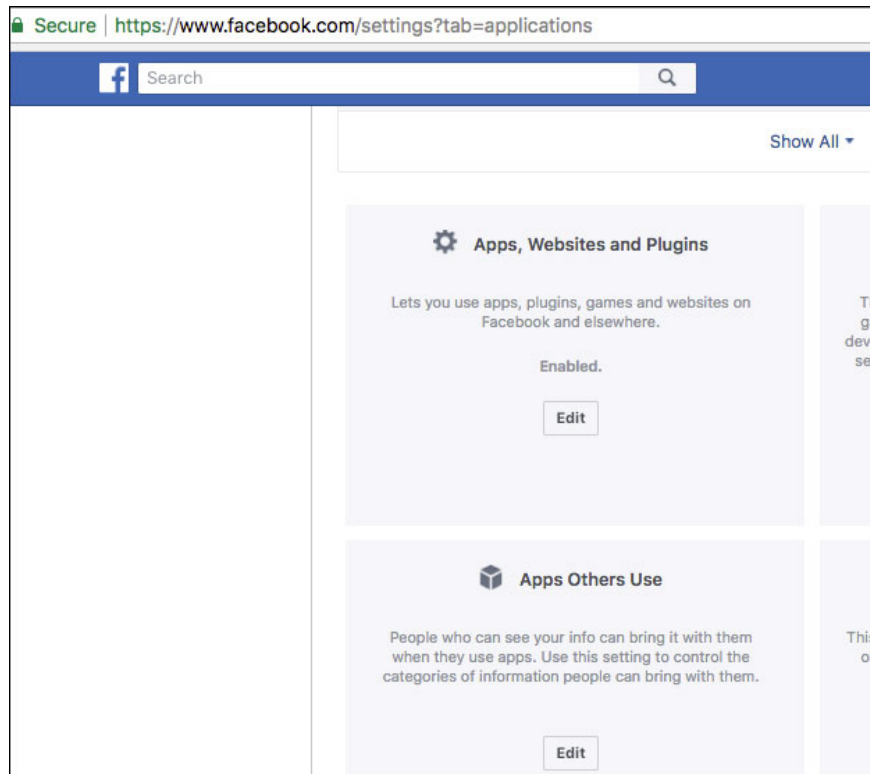 Secure | https://www.facebook.com/settings?tab=applications
f Search
Show All
Apps, Websites and Plugins
Lets you use apps, plugins, games and websites on
Facebook and elsewhere.
Enabled.
Edit
Apps Others Use
People who can see your info can bring it with them
when they use apps. Use this setting to control the
categories of information people can bring with them.
Edit